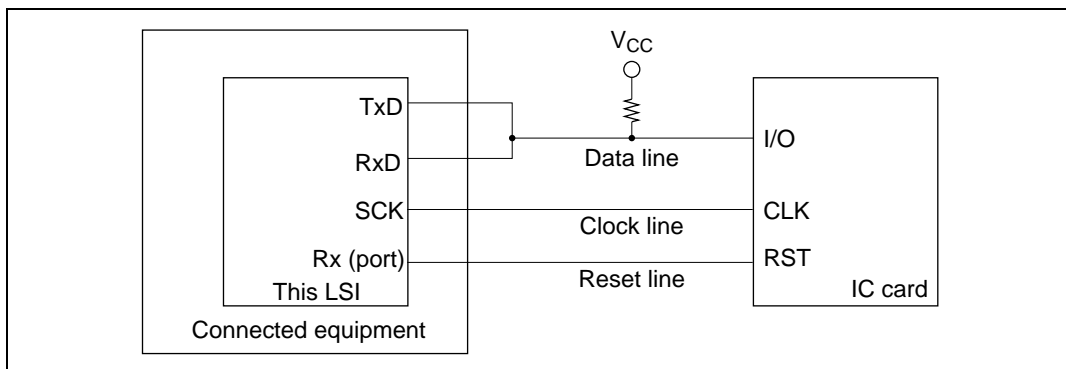 VCC
TxD
I/O
RxD
Data line
SCK
CLK
Clock line
Rx (port)
RST
Reset line
This LSI
IC card
Connected equipment